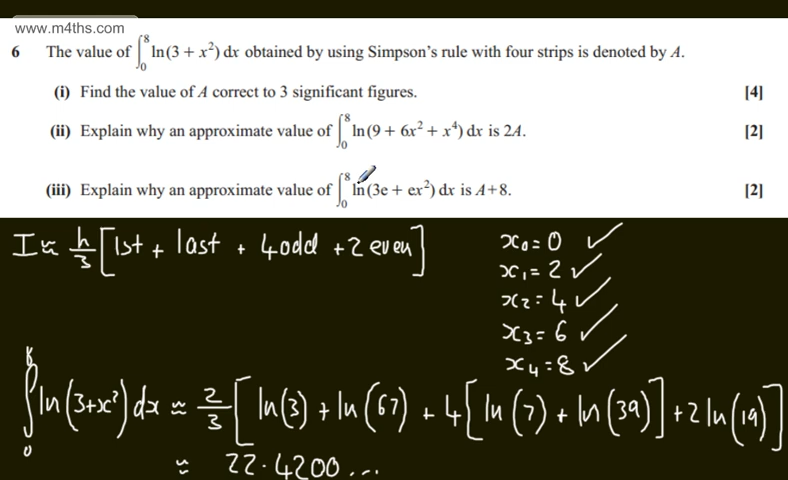 www.m4ths.com
6 The value of ∫₀⁸ ln(3 + x²) dx obtained by using Simpson's rule with four strips is denoted by A.
(i) Find the value of A correct to 3 significant figures. [4]
(ii) Explain why an approximate value of ∫₀⁸ ln(9 + 6x² + x⁴) dx is 2A. [2]
(iii) Explain why an approximate value of ∫₀⁸ ln(3e + ex²) dx is A + 8. [2]
I ≈ h/3 [1st + last + 4odd + 2even]
x₀ = 0 ✓
x₁ = 2 ✓
x₂ = 4 ✓
x₃ = 6 ✓
x₄ = 8 ✓
∫₀⁸ ln(3+x²) dx ≈ 2/3 [ln(3) + ln(67) + 4[ln(7) + ln(39)] + 2ln(19)]
≈ 22.4200...